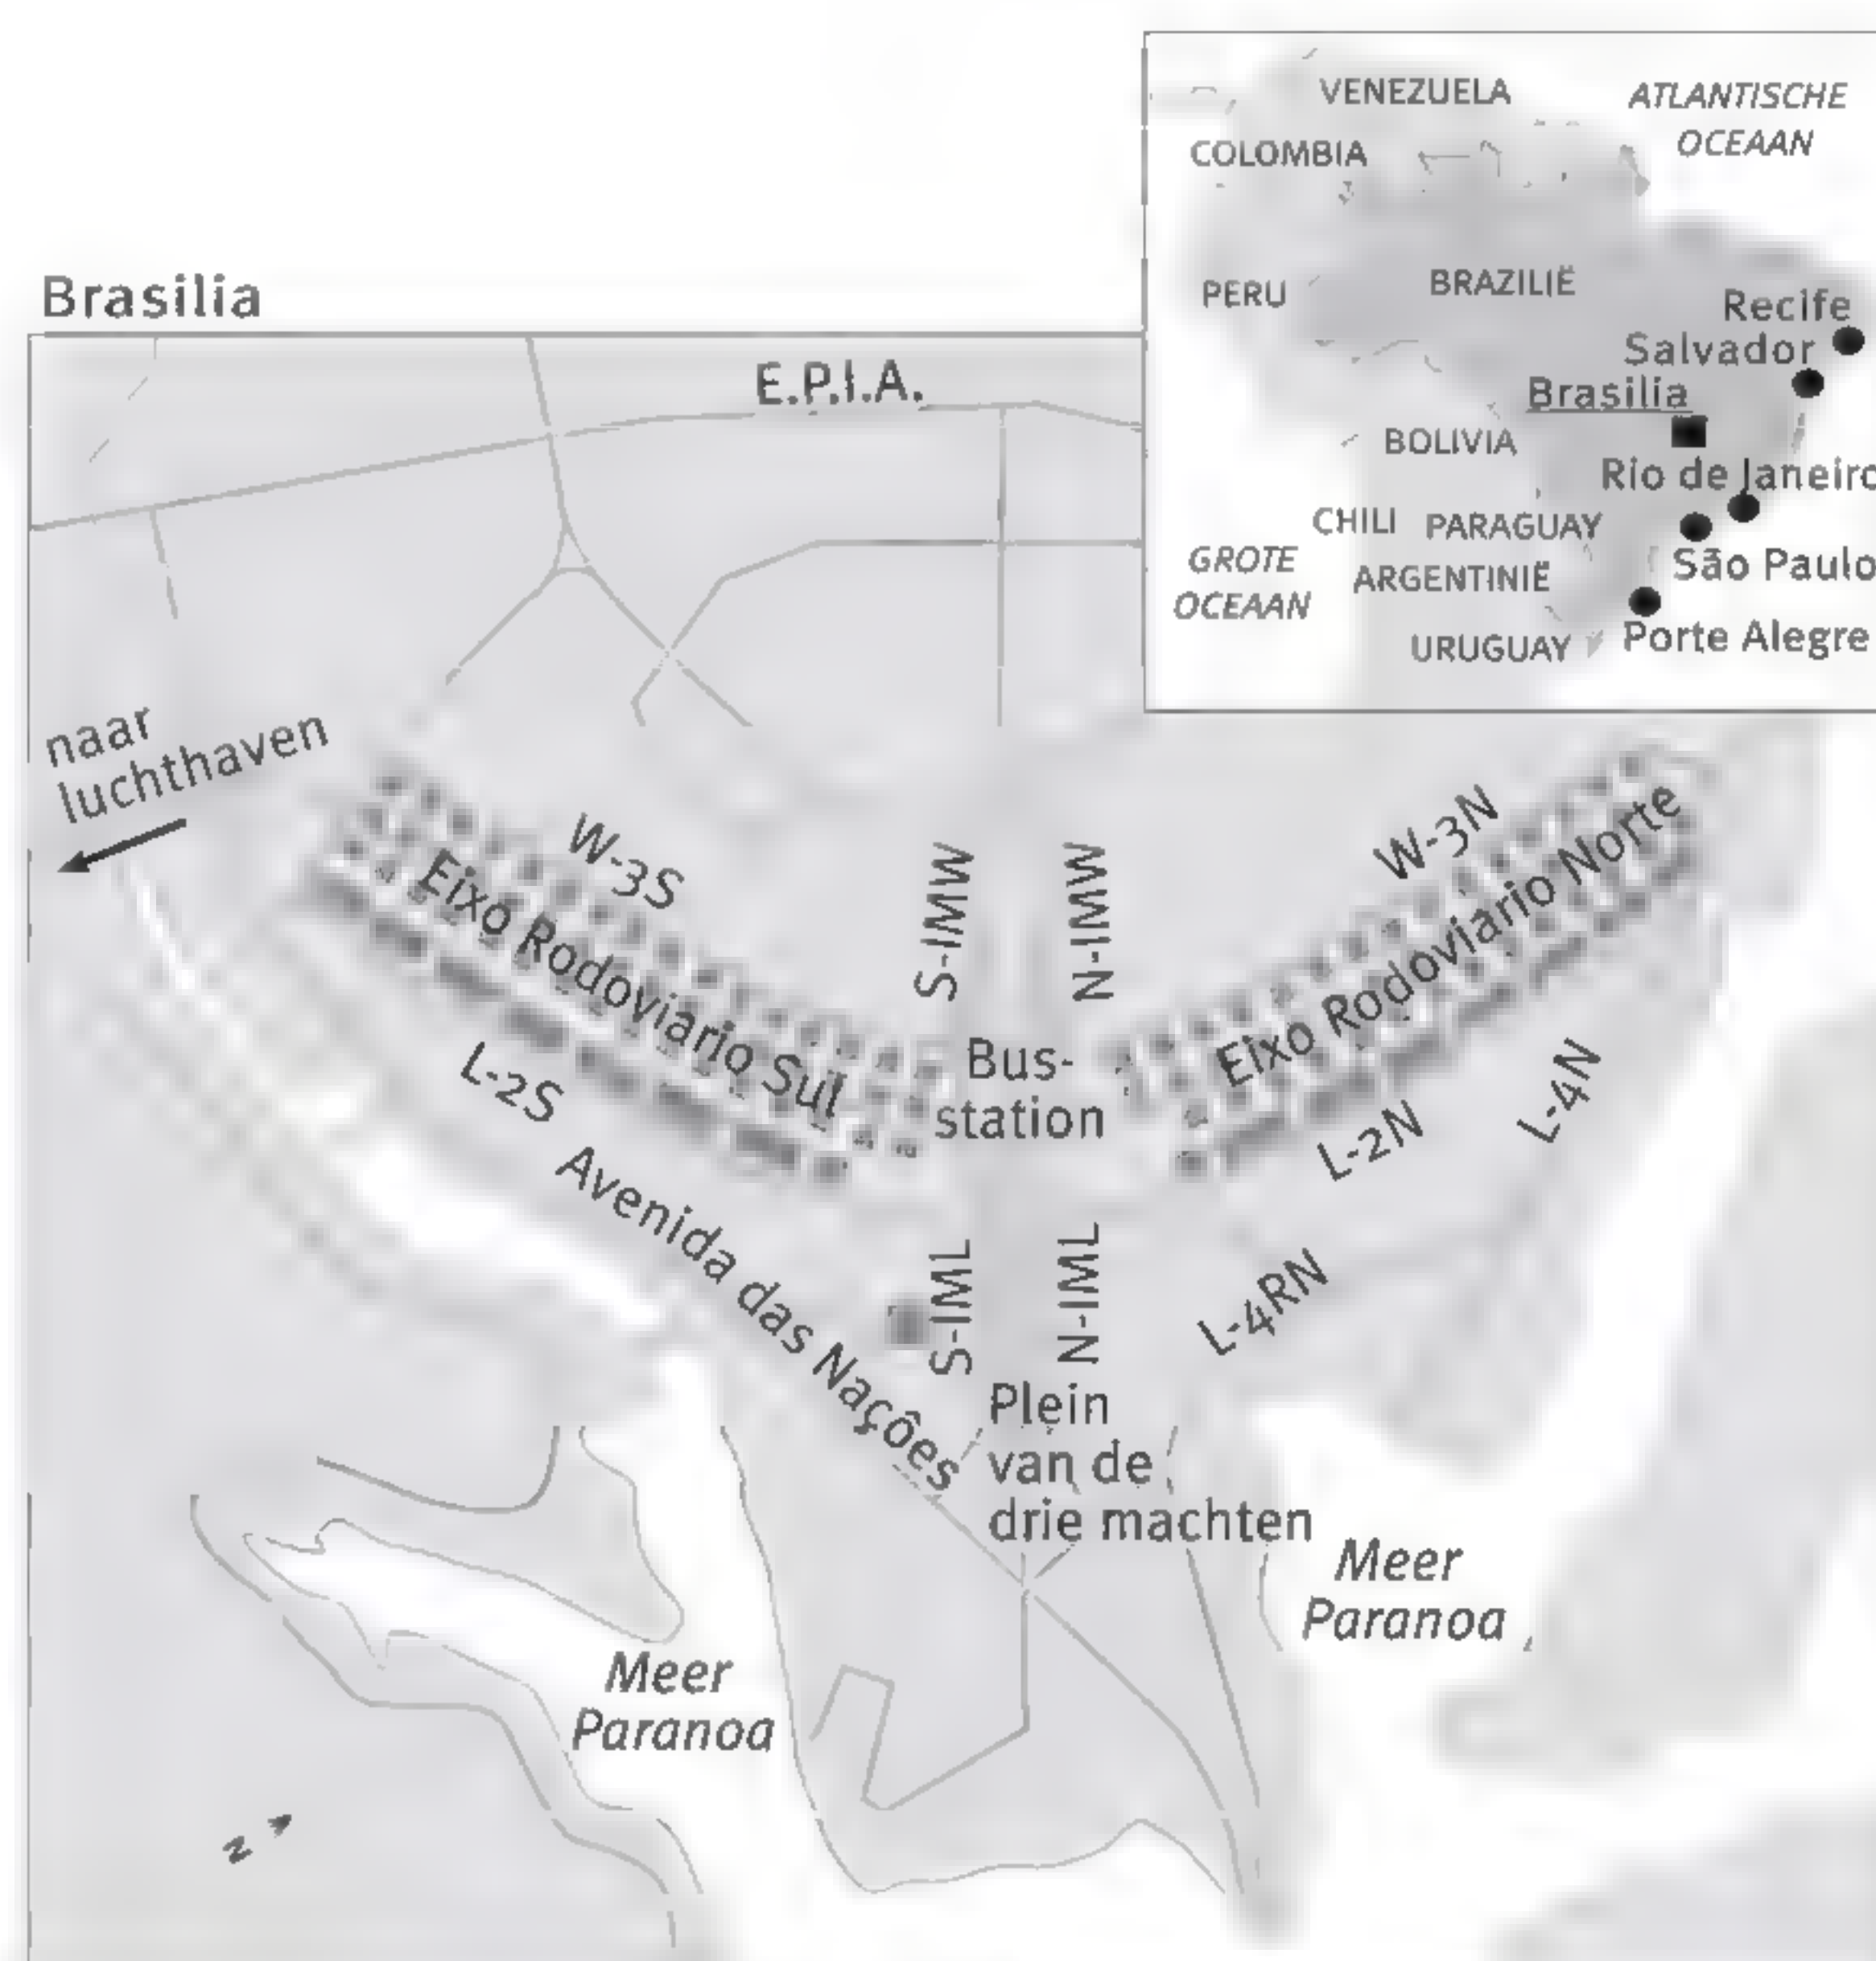 VENEZUELA
ATLANTISCHE
OCEAAN
COLOMBIA
PERU
BRAZILIË
Recife
Salvador
Brasilia
BOLIVIA
Rio de Janeiro
CHILI
PARAGUAY
GROTE
OCEAAN
ARGENTINIË
São Paulo
URUGUAY
Porte Alegre
Brasilia
E.P.I.A.
naar
luchthaven
W-3S
Eixo Rodoviario Sul
L-2S
S-IMW
N-IMW
W-3N
Eixo Rodoviario Norte
Bus-
station
L-2N
L-4N
Avenida das Naçôes
S-IML
N-IML
L-4RN
Plein
van de
drie machten
Meer
Paranoa
Meer
Paranoa
N